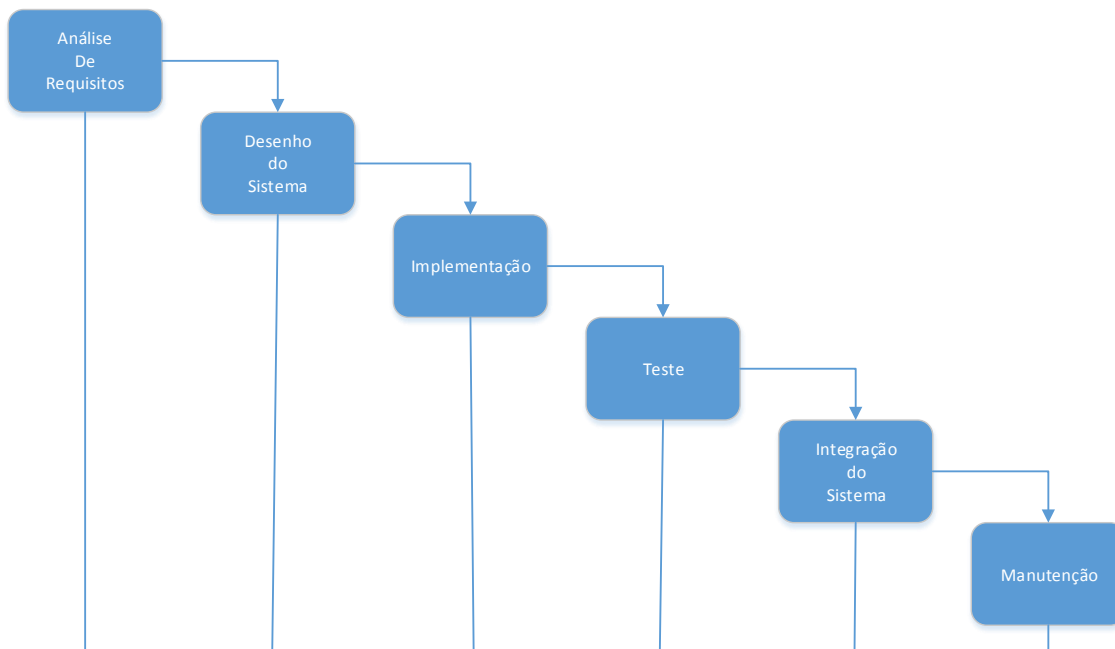 Análise
De
Requisitos
Desenho
do
Sistema
Implementação
Teste
Integração
do
Sistema
Manutenção